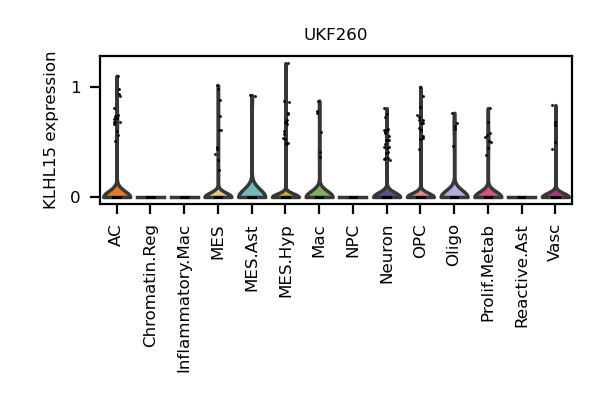 UKF260
KLHL15 expression
1
0
AC
Chromatin.Reg
Inflammatory.Mac
MES
MES.Ast
MES.Hyp
Mac
NPC
Neuron
OPC
Oligo
Prolif.Metab
Reactive.Ast
Vasc